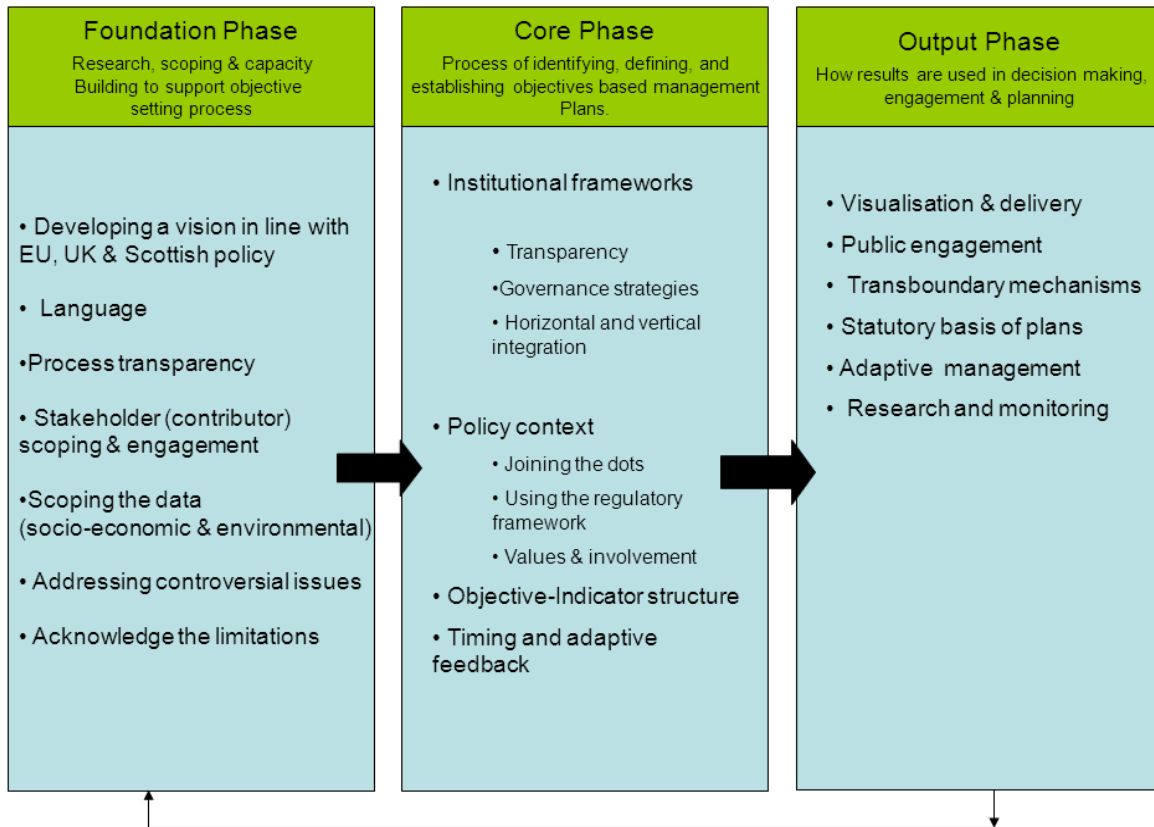 Foundation Phase
Research, scoping & capacity
Building to support objective
setting process
• Developing a vision in line with
EU, UK & Scottish policy
• Language
•Process transparency
• Stakeholder (contributor)
scoping & engagement
•Scoping the data
(socio-economic & environmental)
• Addressing controversial issues
• Acknowledge the limitations
Core Phase
Process of identifying, defining, and
establishing objectives based management
Plans.
• Institutional frameworks
• Transparency
•Governance strategies
• Horizontal and vertical
integration
• Policy context
• Joining the dots
• Using the regulatory
framework
• Values & involvement
• Objective-Indicator structure
• Timing and adaptive
feedback
Output Phase
How results are used in decision making,
engagement & planning
• Visualisation & delivery
• Public engagement
• Transboundary mechanisms
• Statutory basis of plans
• Adaptive management
• Research and monitoring